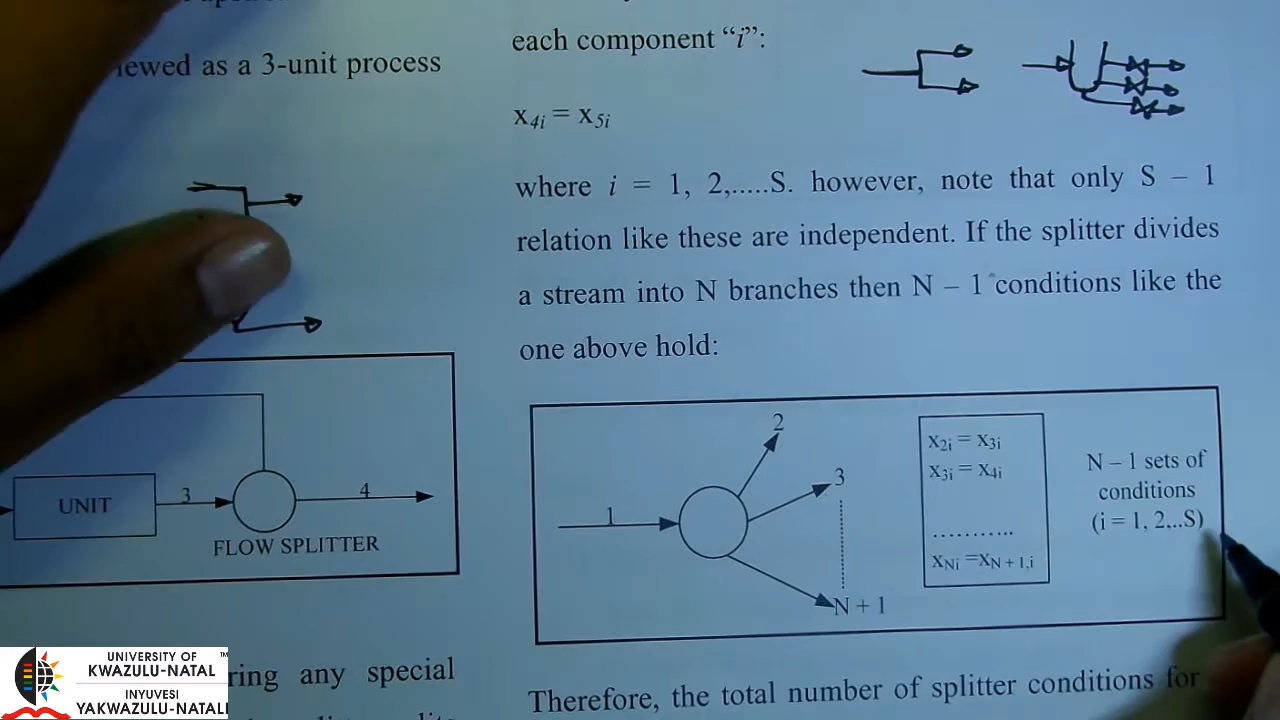 viewed as a 3-unit process
UNIT
3
4
FLOW SPLITTER
ring any special
each component “i”:
x4i = x5i
where i = 1, 2,.....S. however, note that only S – 1
relation like these are independent. If the splitter divides
a stream into N branches then N – 1 conditions like the
one above hold:
1
2
3
N + 1
x2i = x3i
x3i = x4i
………..
xNi =xN + 1,i
N – 1 sets of
conditions
(i = 1, 2...S)
Therefore, the total number of splitter conditions for
UNIVERSITY OF
KWAZULU-NATAL
INYUVESI
YAKWAZULU-NATALI